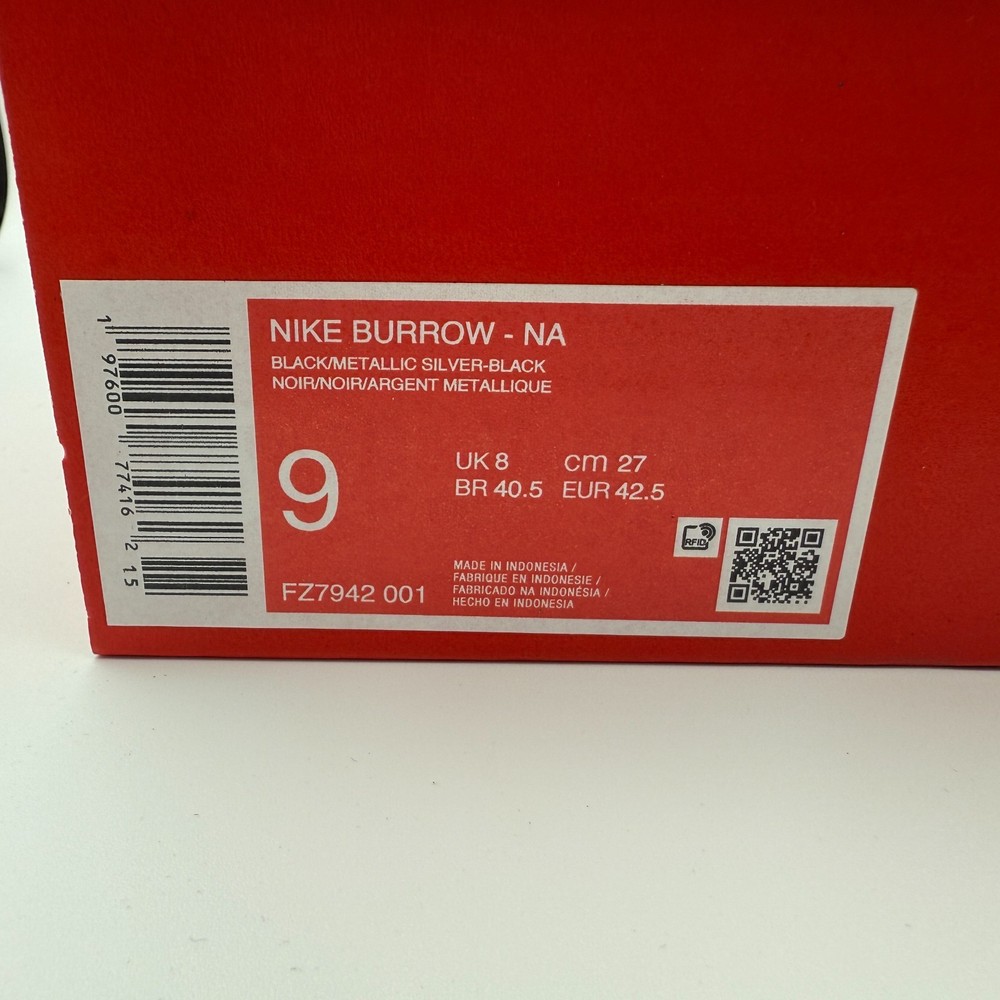 NIKE BURROW - NA
BLACK/METALLIC SILVER-BLACK
NOIR/NOIR/ARGENT METALLIQUE
9
UK 8 cm 27
BR 40.5 EUR 42.5
FZ7942 001
MADE IN INDONESIA /
FABRIQUE EN INDONESIE /
FABRICADO NA INDONÉSIA /
HECHO EN INDONESIA
RFID
1 97600 77416 2 15